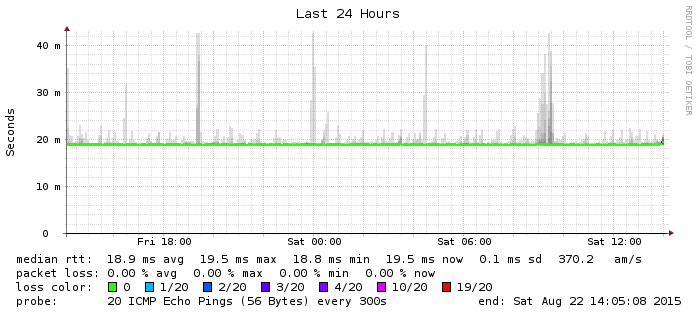 Last 24 Hours
RRDTOOL / TOBI OETIKER
Seconds
40 m
30 m
20 m
10 m
0
Fri 18:00 Sat 00:00 Sat 06:00 Sat 12:00
median rtt: 18.9 ms avg 19.5 ms max 18.8 ms min 19.5 ms now 0.1 ms sd 370.2 am/s
packet loss: 0.00 % avg 0.00 % max 0.00 % min 0.00 % now
loss color: 0 1/20 2/20 3/20 4/20 10/20 19/20
probe: 20 ICMP Echo Pings (56 Bytes) every 300s end: Sat Aug 22 14:05:08 2015